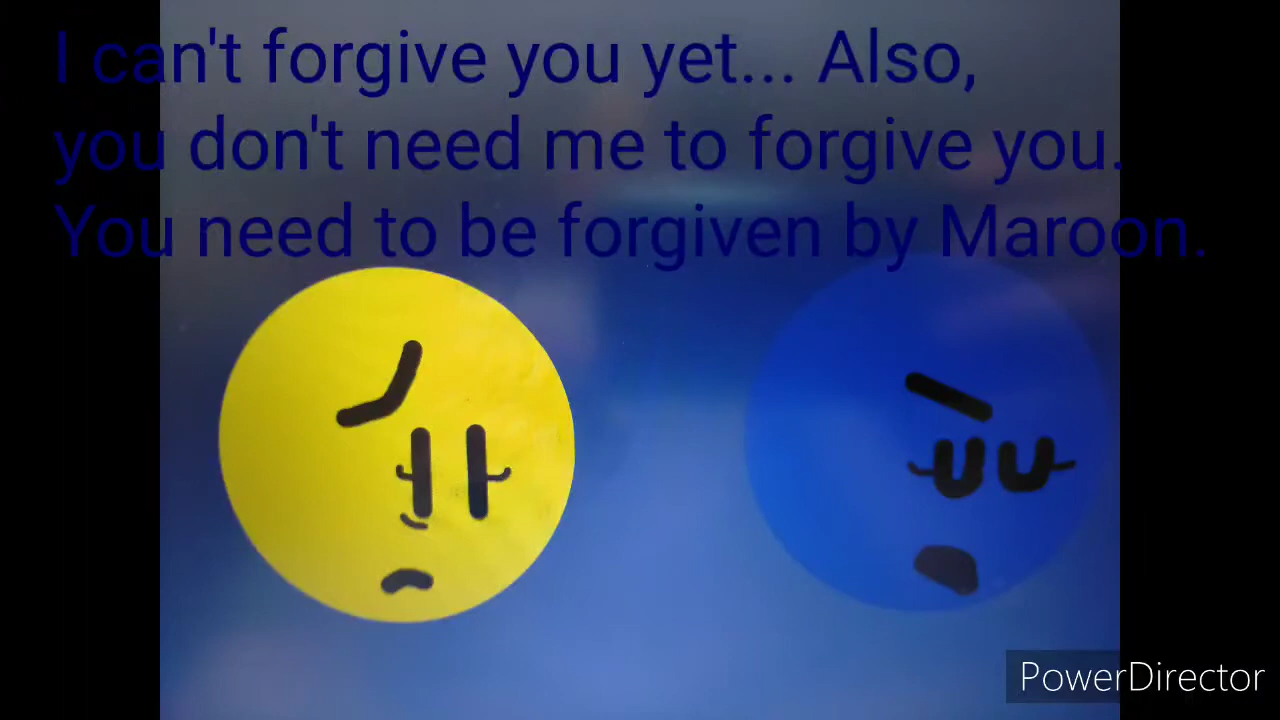 I can't forgive you yet... Also,
you don't need me to forgive you.
You need to be forgiven by Maroon.
PowerDirector